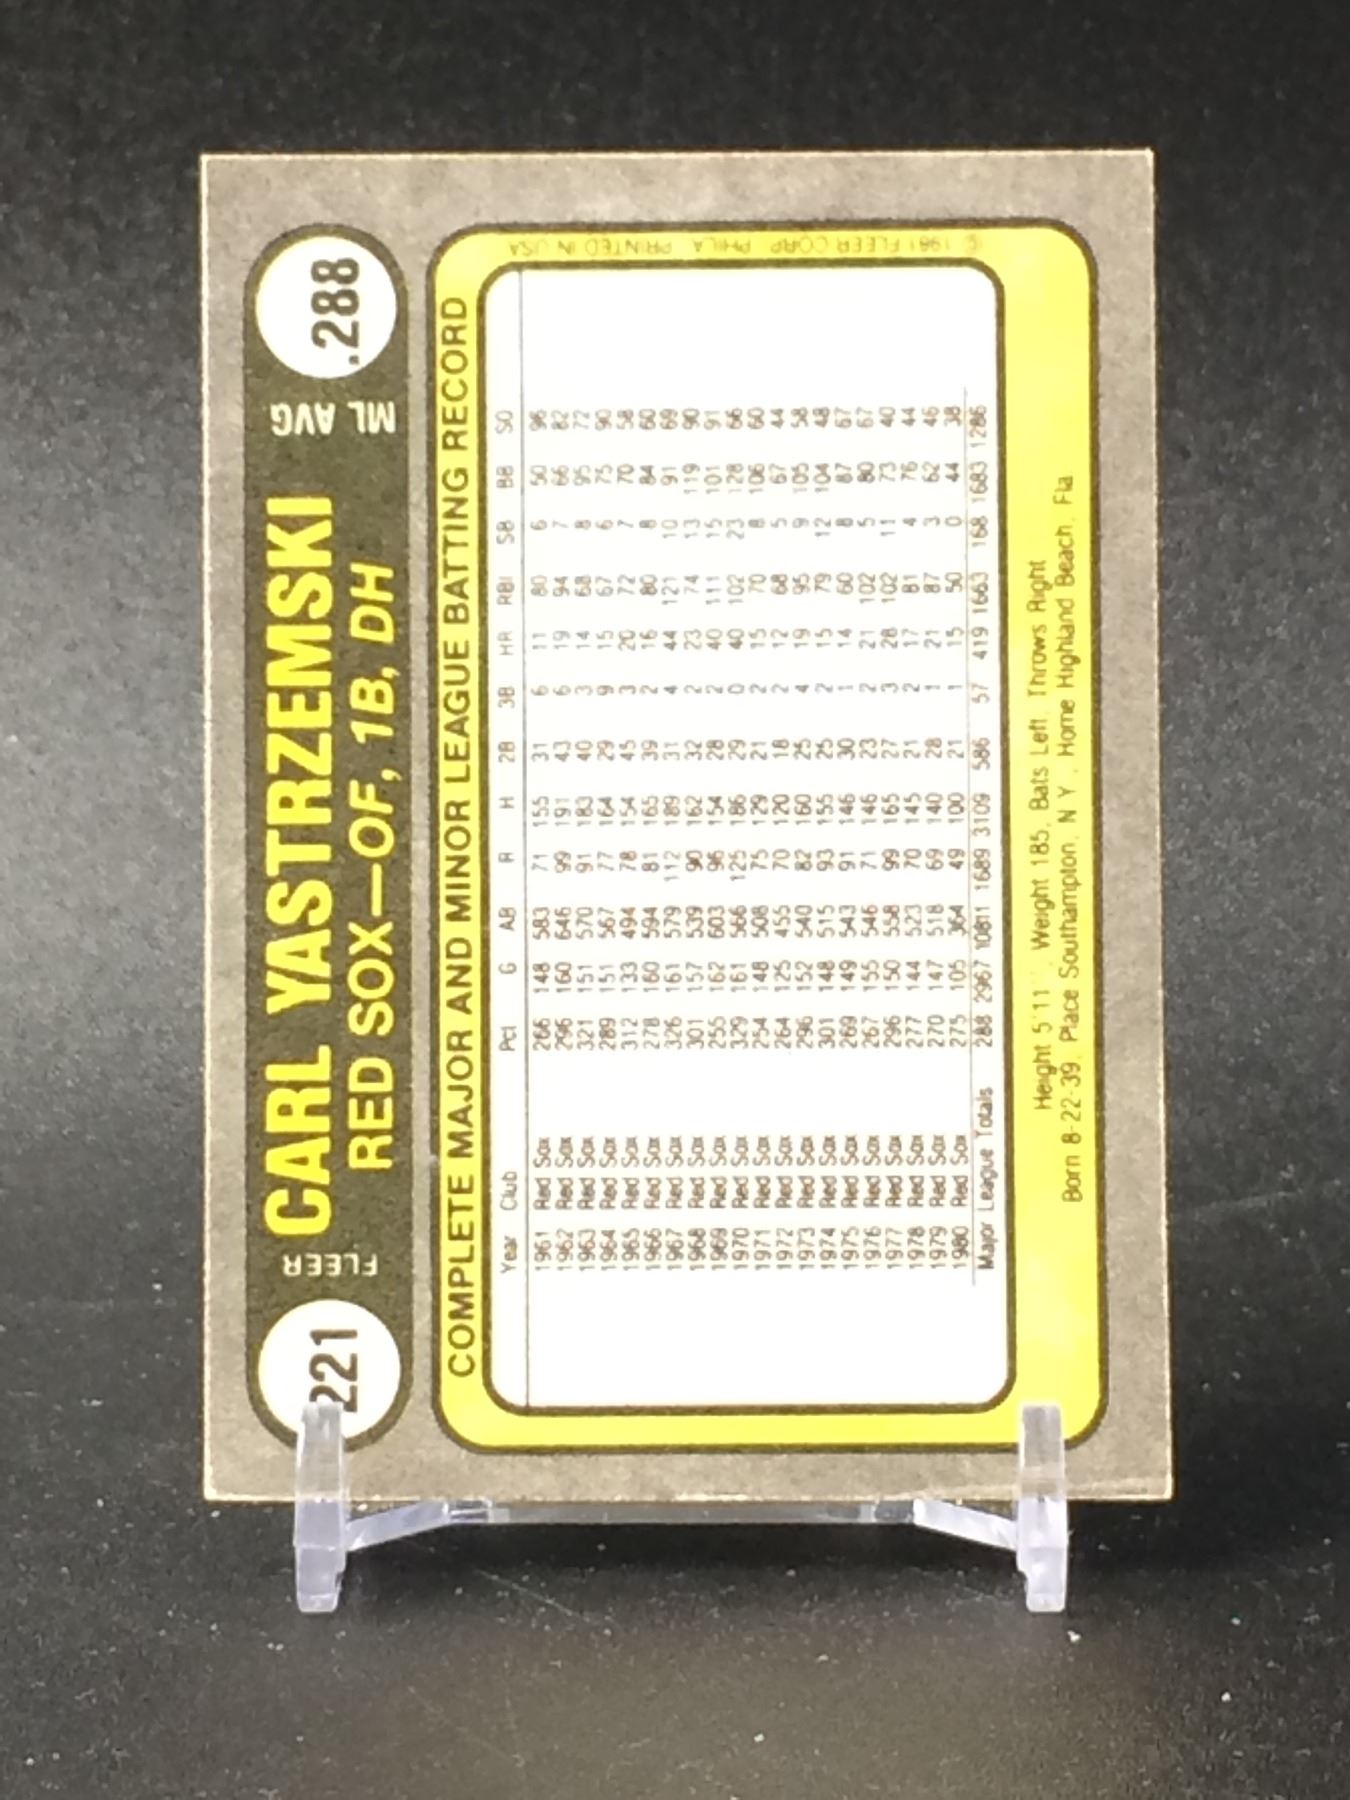 221 FLEER CARL YASTRZEMSKI ML AVG .288
RED SOX—OF, 1B, DH
COMPLETE MAJOR AND MINOR LEAGUE BATTING RECORD
Year Club Pct G AB R H 2B 3B HR RBI SB BB SO
1961 Red Sox 266 148 583 71 155 31 6 11 80 6 50 96
1962 Red Sox 296 160 646 99 191 43 6 19 94 7 66 82
1963 Red Sox 321 151 570 91 183 40 3 14 68 8 95 72
1964 Red Sox 289 151 567 77 164 29 9 15 67 6 75 90
1965 Red Sox 312 133 494 78 154 45 3 20 72 7 70 58
1966 Red Sox 278 160 594 81 165 39 2 16 80 8 84 60
1967 Red Sox 326 161 579 112 189 31 4 44 121 10 91 69
1968 Red Sox 301 157 539 90 162 32 2 23 74 13 119 90
1969 Red Sox 255 162 603 96 154 28 2 40 111 15 101 91
1970 Red Sox 329 161 566 125 186 29 0 40 102 23 128 66
1971 Red Sox 254 148 508 75 129 21 2 15 70 8 106 60
1972 Red Sox 264 125 455 70 120 18 2 12 68 5 67 44
1973 Red Sox 296 152 540 82 160 25 4 19 95 9 105 58
1974 Red Sox 301 148 515 93 155 25 2 15 79 12 104 48
1975 Red Sox 269 149 543 91 146 30 1 14 60 8 87 67
1976 Red Sox 267 155 546 71 146 23 2 21 102 5 80 67
1977 Red Sox 296 150 558 99 165 27 3 28 102 11 73 40
1978 Red Sox 277 144 523 70 145 21 2 17 81 4 76 44
1979 Red Sox 270 147 518 69 140 28 1 21 87 3 62 46
1980 Red Sox 275 105 364 49 100 21 1 15 50 0 44 38
Major League Totals 288 2967 10811 1689 3109 586 57 419 1663 168 1683 1286
Height 5'11", Weight 185, Bats Left, Throws Right
Born 8-22-39, Place Southampton, N.Y., Home Highland Beach, Fla
© 1981 FLEER CORP. PHILA. PRINTED IN USA